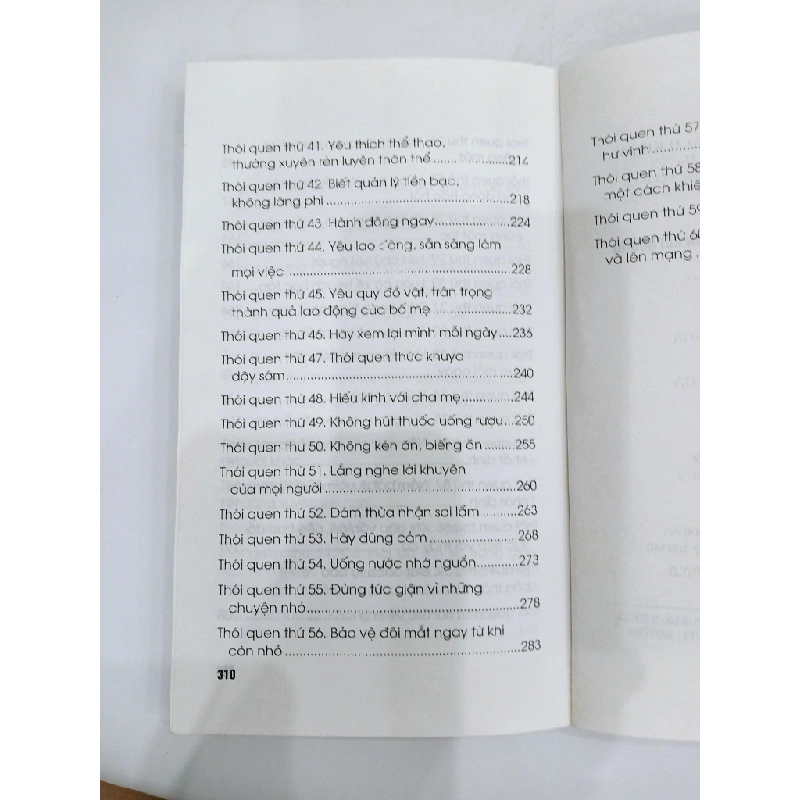 Thói quen thứ 41. Yêu thích thể thao,
thường xuyên rèn luyện thân thể ..................214
Thói quen thứ 42. Biết quản lý tiền bạc,
không lãng phí ......................................218
Thói quen thứ 43. Hành động ngay ................224
Thói quen thứ 44. Yêu lao động, sẵn sàng làm
mọi việc ..............................................228
Thói quen thứ 45. Yêu quý đồ vật, trân trọng
thành quả lao động của bố mẹ ....................232
Thói quen thứ 46. Hãy xem lại mình mỗi ngày....236
Thói quen thứ 47. Thói quen thức khuya
dậy sớm..............................................240
Thói quen thứ 48. Hiếu kính với cha mẹ............244
Thói quen thứ 49. Không hút thuốc uống rượu...250
Thói quen thứ 50. Không kén ăn, biếng ăn ........255
Thói quen thứ 51. Lắng nghe lời khuyên
của mọi người ......................................260
Thói quen thứ 52. Dám thừa nhận sai lầm ........263
Thói quen thứ 53. Hãy dũng cảm ..................268
Thói quen thứ 54. Uống nước nhớ nguồn..........273
Thói quen thứ 55. Đừng tức giận vì những
chuyện nhỏ..........................................278
Thói quen thứ 56. Bảo vệ đôi mắt ngay từ khi
còn nhỏ ..............................................283
310
Thói quen thứ 57
hư vinh
Thói quen thứ 58
một cách
Thói quen thứ 59
Thói quen thứ 60
và lên mạng